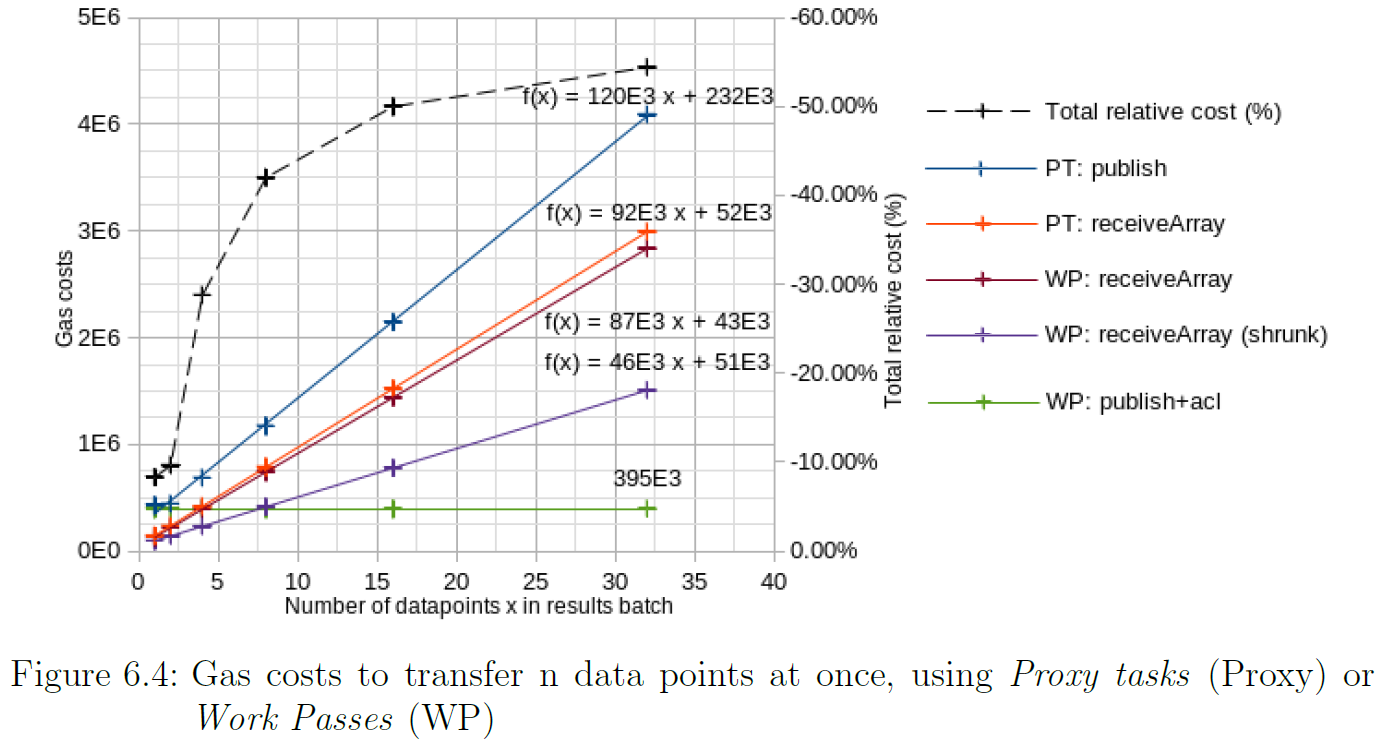 5E6
4E6
3E6
2E6
1E6
0E0
Gas costs
0 5 10 15 20 25 30 35 40
Number of datapoints x in results batch
-60.00%
-50.00%
-40.00%
-30.00%
-20.00%
-10.00%
0.00%
Total relative cost (%)
f(x) = 120E3 x + 232E3
f(x) = 92E3 x + 52E3
f(x) = 87E3 x + 43E3
f(x) = 46E3 x + 51E3
395E3
Total relative cost (%)
PT: publish
PT: receiveArray
WP: receiveArray
WP: receiveArray (shrunk)
WP: publish+acl
Figure 6.4: Gas costs to transfer n data points at once, using Proxy tasks (Proxy) or
Work Passes (WP)